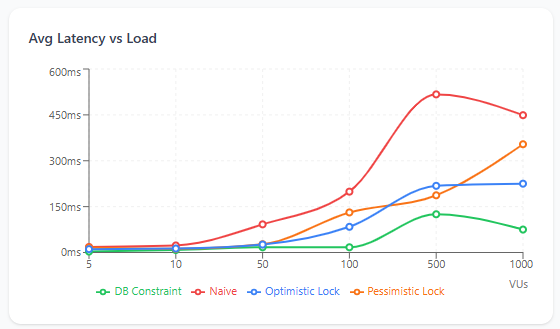 Avg Latency vs Load
600ms
450ms
300ms
150ms
0ms
5 10 50 100 500 1000
VUs
DB Constraint Naive Optimistic Lock Pessimistic Lock